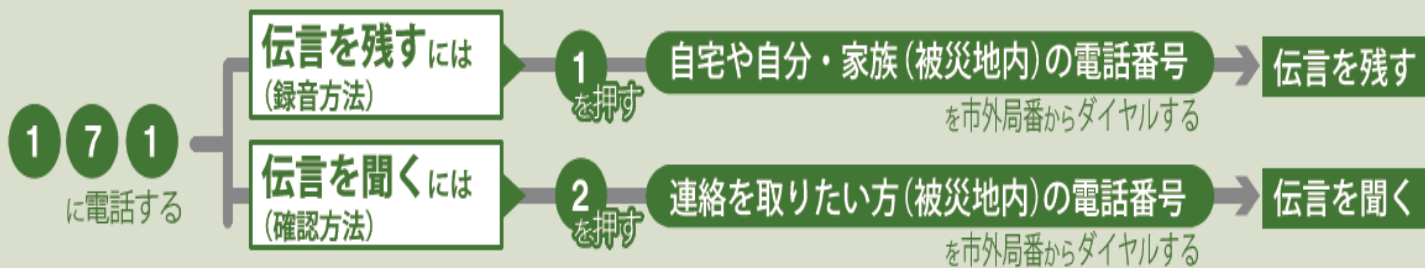 171
に電話する
伝言を残すには
(録音方法)
1
を押す
自宅や自分・家族(被災地内)の電話番号
を市外局番からダイヤルする
伝言を残す
伝言を聞くには
(確認方法)
2
を押す
連絡を取りたい方(被災地内)の電話番号
を市外局番からダイヤルする
伝言を聞く